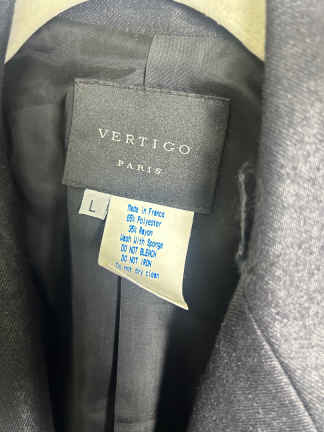 VERTIGO
PARIS
L
Made in France
65% Polyester
35% Rayon
Wash With Sponge
DO NOT BLEACH
DO NOT IRON
Do not dry clean